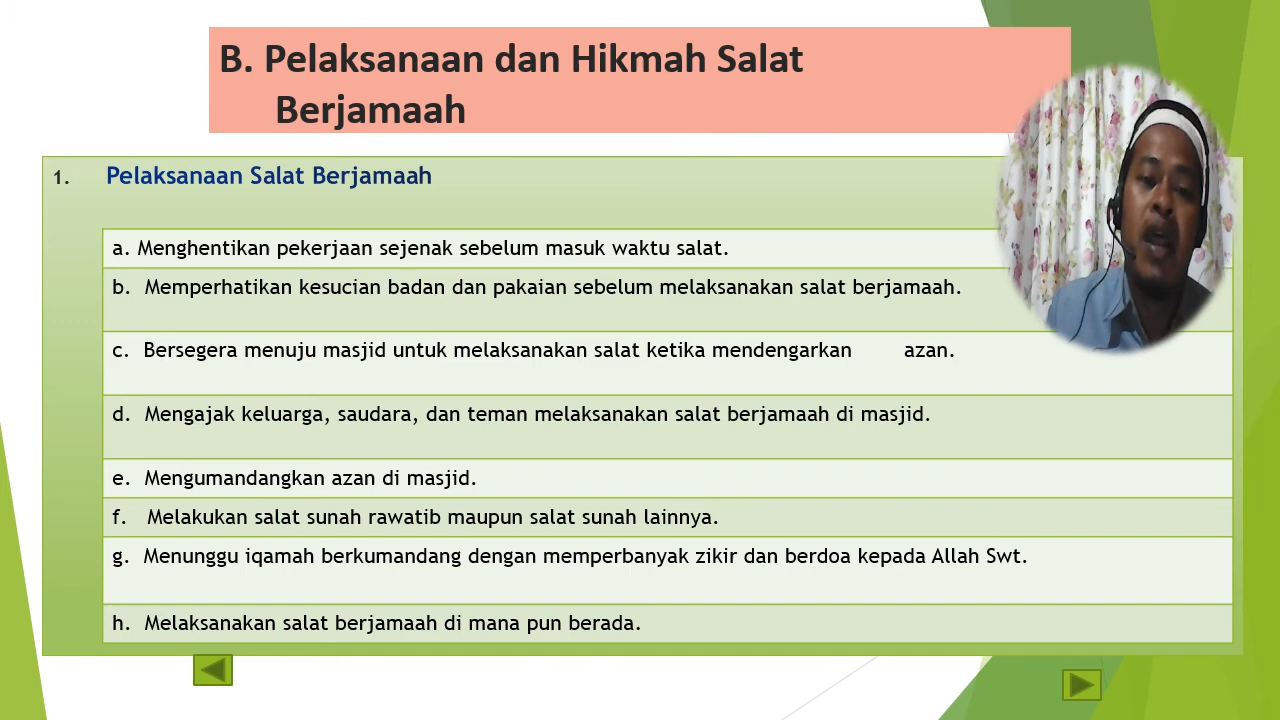 B. Pelaksanaan dan Hikmah Salat
Berjamaah
1. Pelaksanaan Salat Berjamaah
a. Menghentikan pekerjaan sejenak sebelum masuk waktu salat.
b. Memperhatikan kesucian badan dan pakaian sebelum melaksanakan salat berjamaah.
c. Bersegera menuju masjid untuk melaksanakan salat ketika mendengarkan azan.
d. Mengajak keluarga, saudara, dan teman melaksanakan salat berjamaah di masjid.
e. Mengumandangkan azan di masjid.
f. Melakukan salat sunah rawatib maupun salat sunah lainnya.
g. Menunggu iqamah berkumandang dengan memperbanyak zikir dan berdoa kepada Allah Swt.
h. Melaksanakan salat berjamaah di mana pun berada.